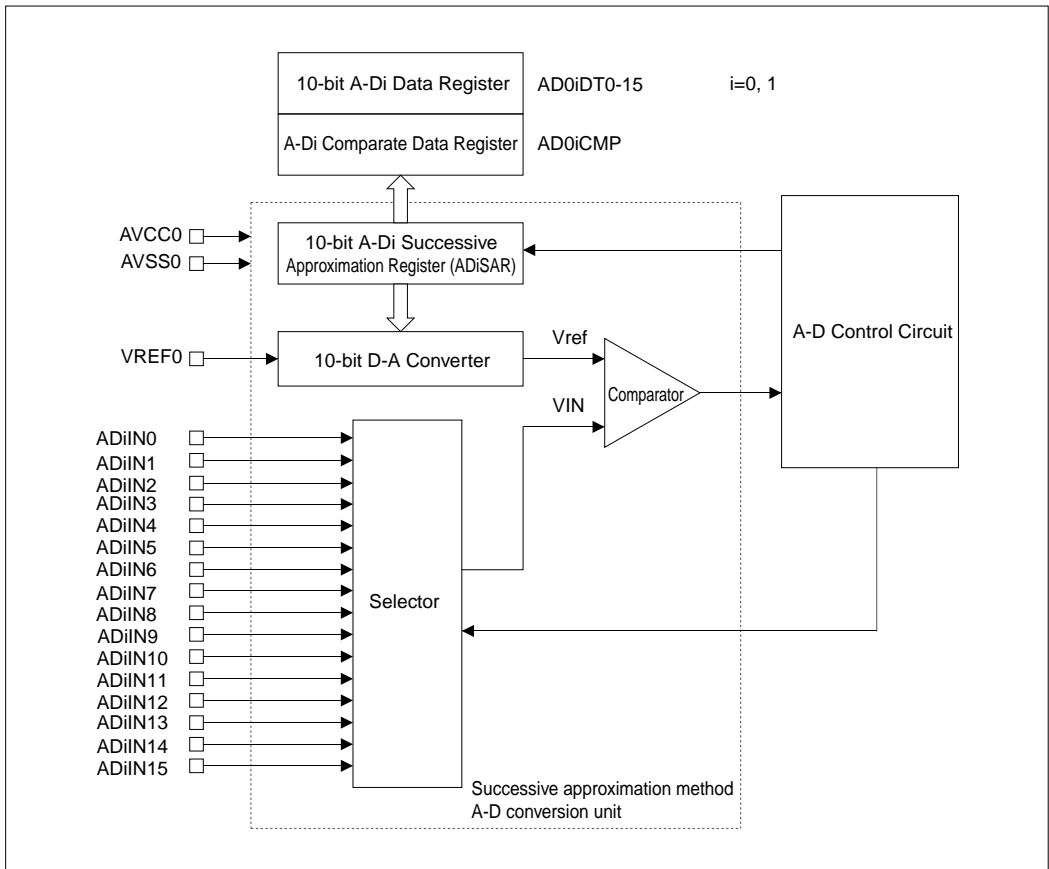 10-bit A-Di Data Register
AD0iDT0-15
i=0, 1
A-Di Comparate Data Register
AD0iCMP
AVCC0
AVSS0
10-bit A-Di Successive
Approximation Register (ADiSAR)
A-D Control Circuit
VREF0
10-bit D-A Converter
Vref
Comparator
VIN
ADiIN0
ADiIN1
ADiIN2
ADiIN3
ADiIN4
ADiIN5
ADiIN6
ADiIN7
ADiIN8
ADiIN9
ADiIN10
ADiIN11
ADiIN12
ADiIN13
ADiIN14
ADiIN15
Selector
Successive approximation method
A-D conversion unit